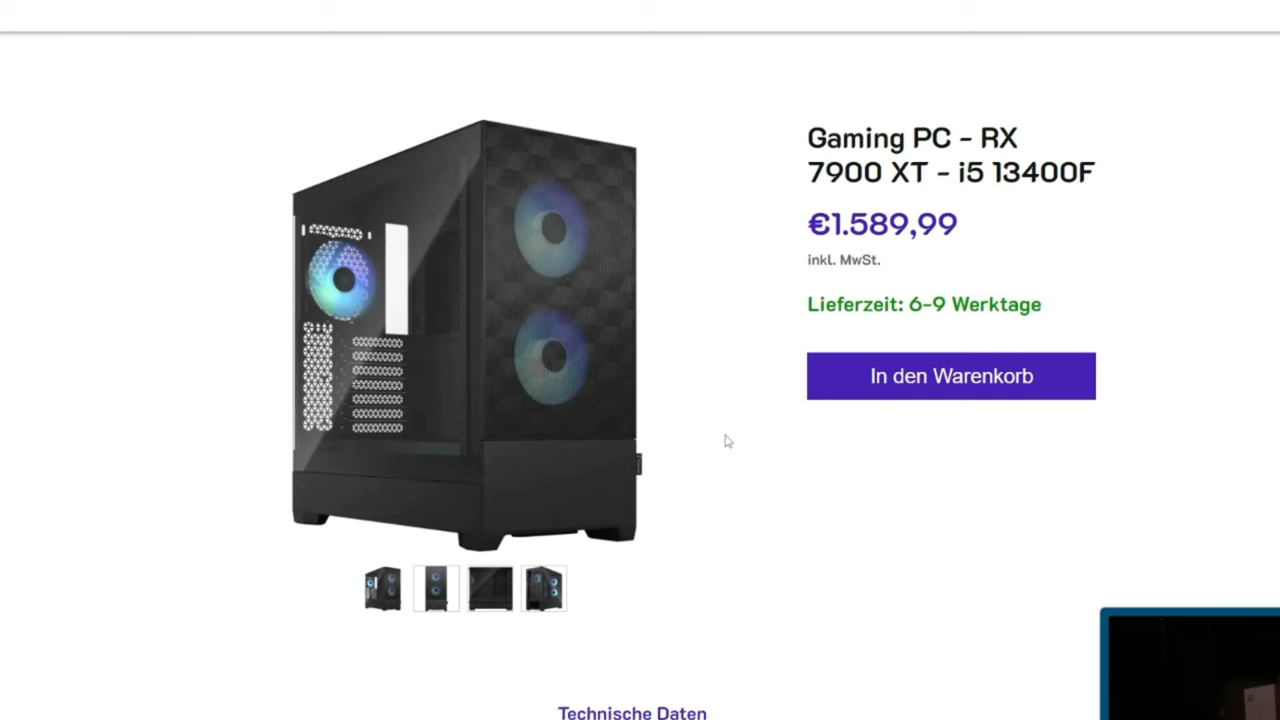 Gaming PC - RX
7900 XT - i5 13400F
€1.589,99
inkl. MwSt.
Lieferzeit: 6-9 Werktage
In den Warenkorb
Technische Daten